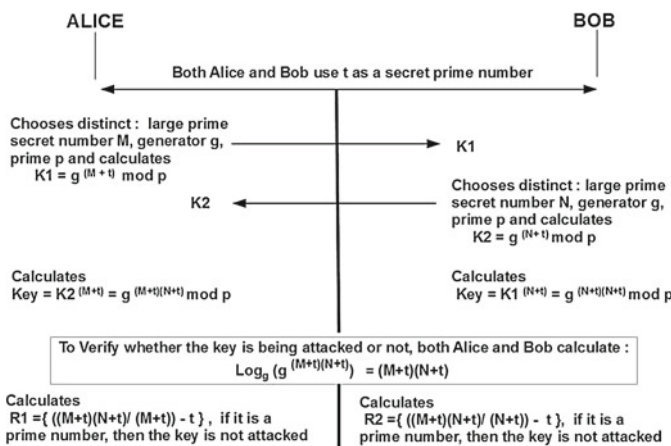 ALICE
BOB
Both Alice and Bob use t as a secret prime number
Chooses distinct : large prime
secret number M, generator g,
prime p and calculates
K1 = g (M + t) mod p
K1
K2
Chooses distinct : large prime
secret number N, generator g,
prime p and calculates
K2 = g (N+ t) mod p
Calculates
Key = K2 (M+t) = g (M+t)(N+t) mod p
Calculates
Key = K1 (N+t) = g (N+t)(N+t) mod p
To Verify whether the key is being attacked or not, both Alice and Bob calculate :
Log g (g (M+t)(N+t)) = (M+t)(N+t)
Calculates
R1 ={ ((M+t)(N+t)/ (M+t)) - t } , if it is a
prime number, then the key is not attacked
Calculates
R2 ={ ((M+t)(N+t)/ (N+t)) - t }, if it is a
prime number, then the key is not attacked